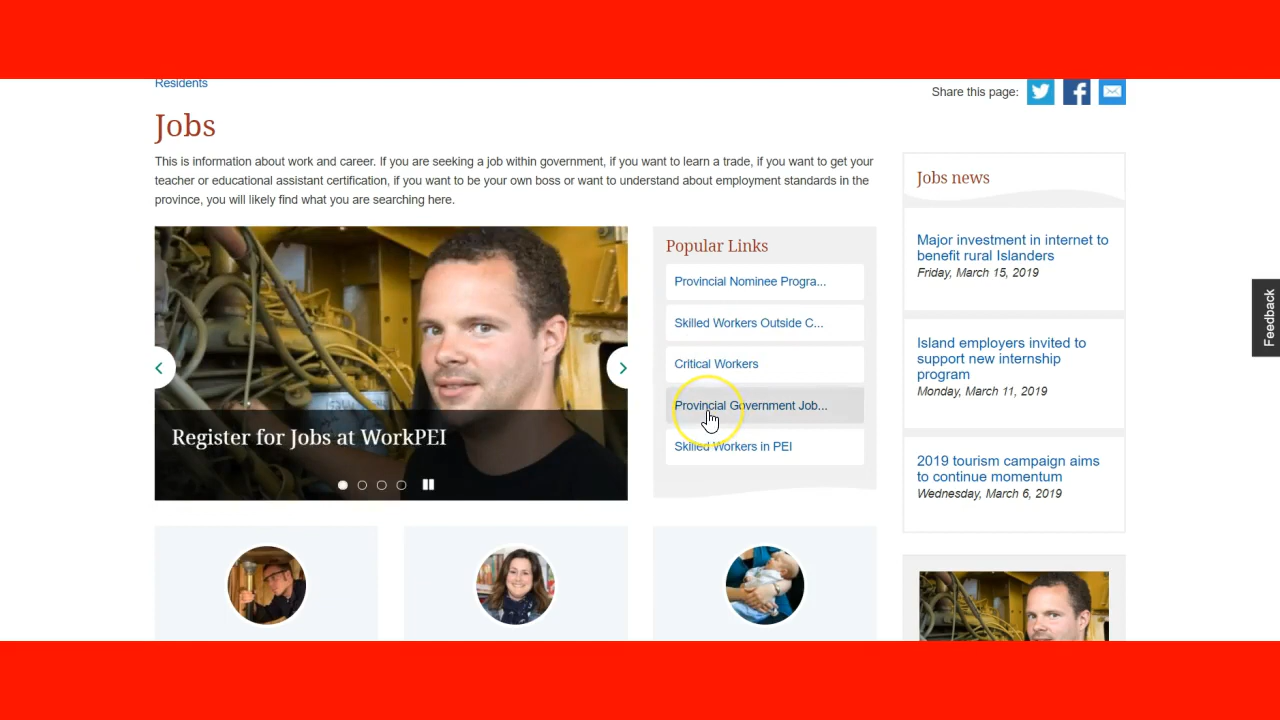 Residents
Share this page:
Jobs
This is information about work and career. If you are seeking a job within government, if you want to learn a trade, if you want to get your
teacher or educational assistant certification, if you want to be your own boss or want to understand about employment standards in the
province, you will likely find what you are searching here.
Register for Jobs at WorkPEI
Popular Links
Provincial Nominee Progra...
Skilled Workers Outside C...
Critical Workers
Provincial Government Job...
Skilled Workers in PEI
Jobs news
Major investment in internet to
benefit rural Islanders
Friday, March 15, 2019
Island employers invited to
support new internship
program
Monday, March 11, 2019
2019 tourism campaign aims
to continue momentum
Wednesday, March 6, 2019
Feedback